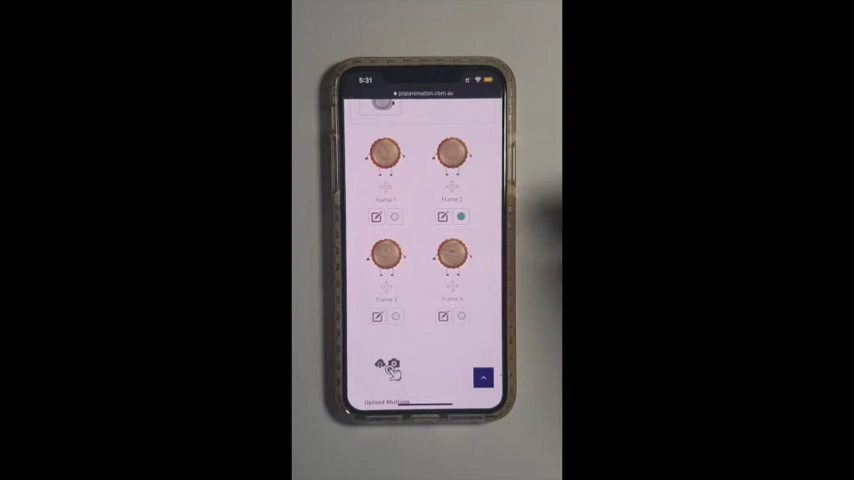 5:31
popanimation.com.au
Frame 1
Frame 2
Frame 3
Frame 4
Upload Multiple